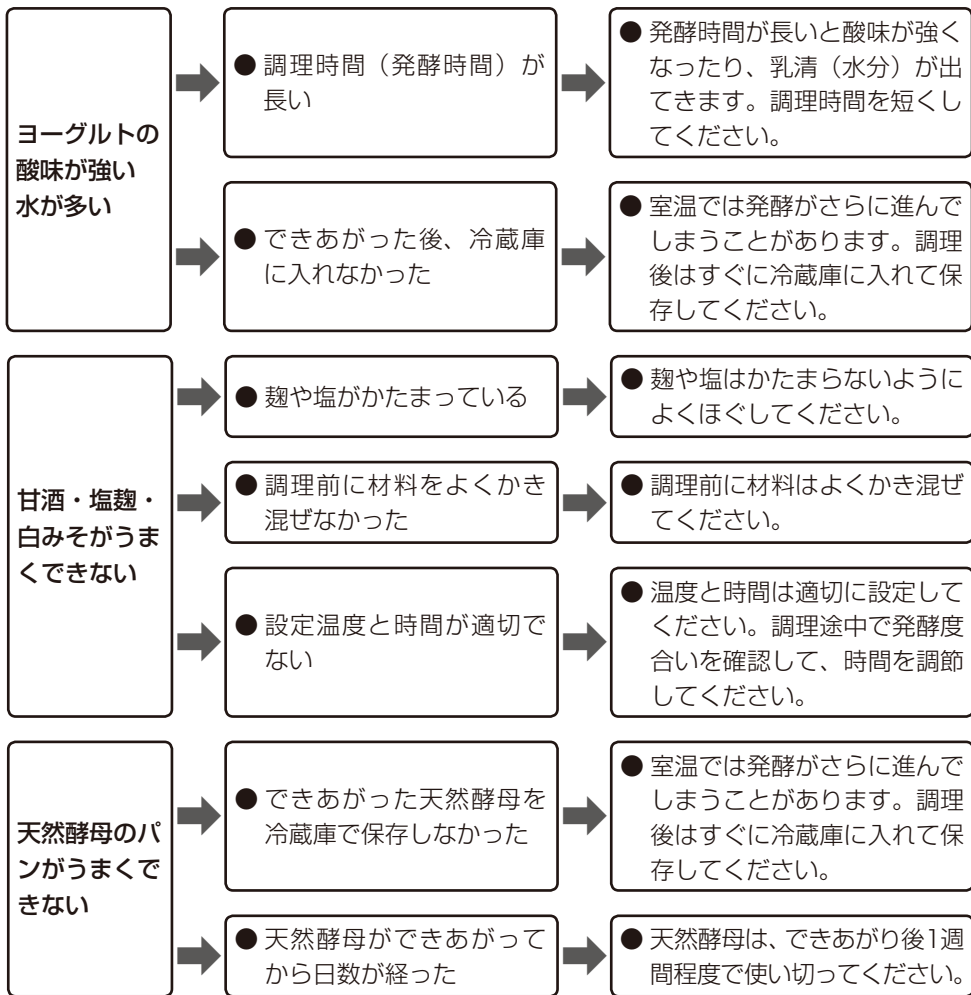 ヨーグルトの
酸味が強い
水が多い
● 調理時間（発酵時間）が
長い
● 発酵時間が長いと酸味が強く
なったり、乳清（水分）が出
てきます。調理時間を短くし
てください。
● できあがった後、冷蔵庫
に入れなかった
● 室温では発酵がさらに進んで
しまうことがあります。調理
後はすぐに冷蔵庫に入れて保
存してください。
甘酒・塩麹・
白みそがうま
くできない
● 麹や塩がかたまっている
● 麹や塩はかたまらないように
よくほぐしてください。
● 調理前に材料をよくかき
混ぜなかった
● 調理前に材料はよくかき混ぜ
てください。
● 設定温度と時間が適切で
ない
● 温度と時間は適切に設定して
ください。調理途中で発酵度
合いを確認して、時間を調節
してください。
天然酵母のパ
ンがうまくで
きない
● できあがった天然酵母を
冷蔵庫で保存しなかった
● 室温では発酵がさらに進んで
しまうことがあります。調理
後はすぐに冷蔵庫に入れて保
存してください。
● 天然酵母ができあがって
から日数が経った
● 天然酵母は、できあがり後1週
間程度で使い切ってください。